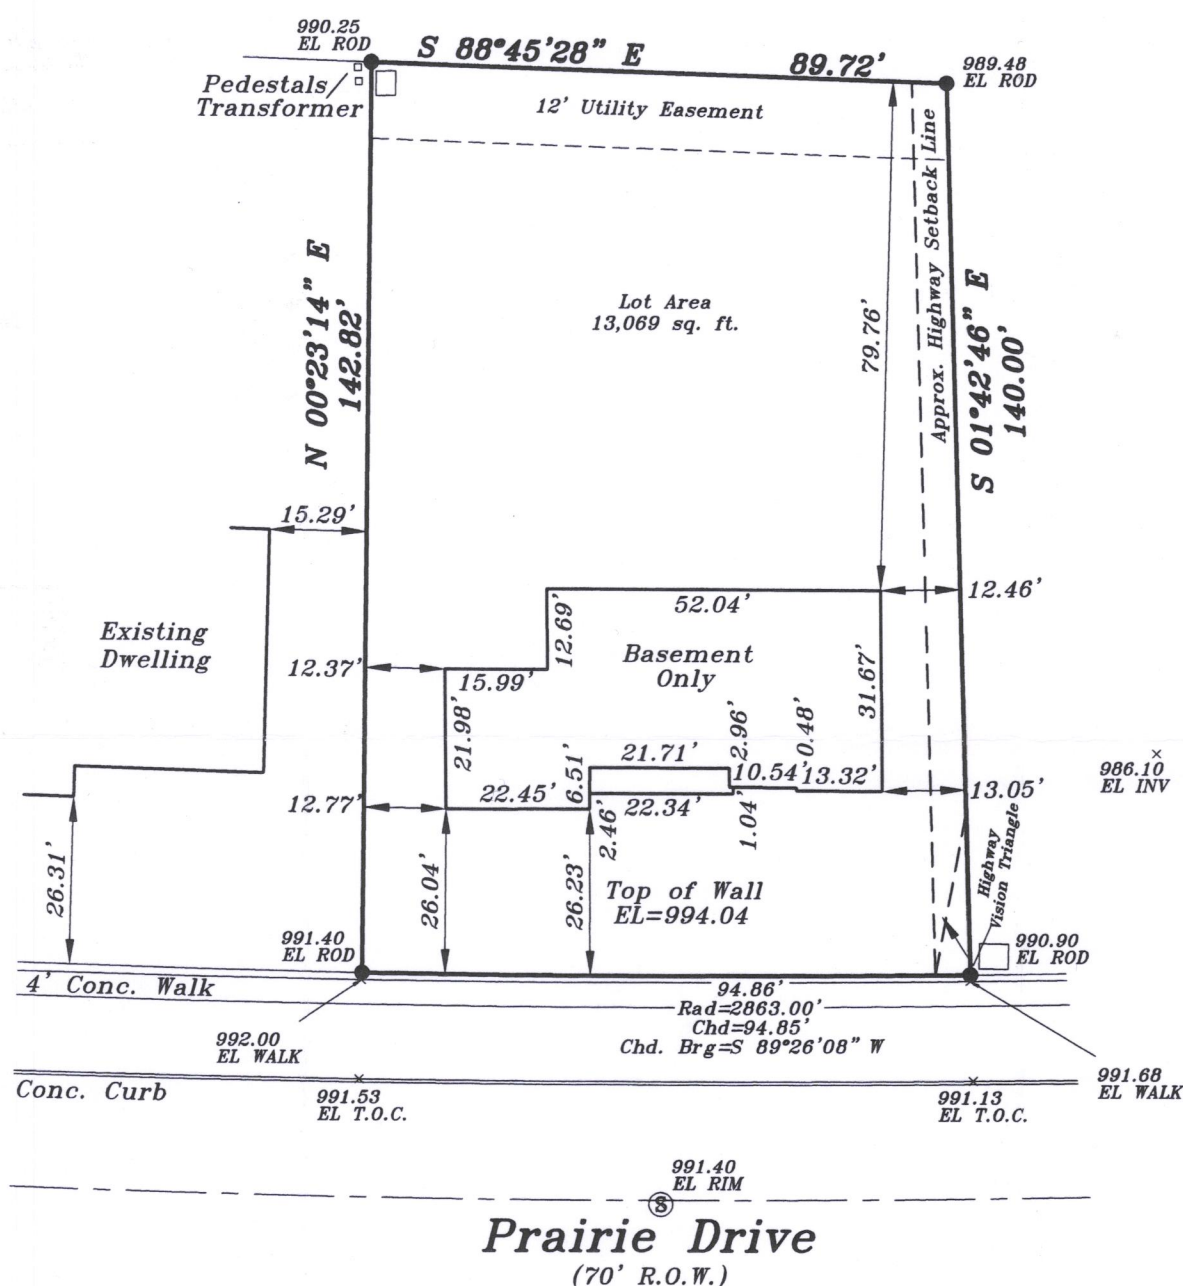 990.25
EL ROD
S 88°45'28" E
89.72'
989.48
EL ROD
Pedestals/
Transformer
12' Utility Easement
Approx. Highway Setback Line
N 00°23'14" E
142.82'
Lot Area
13,069 sq. ft.
79.76'
S 01°42'46" E
140.00'
15.29'
Existing
Dwelling
12.37'
15.99'
12.69'
52.04'
12.46'
Basement
Only
31.67'
21.98'
21.71'
2.96'
0.48'
10.54'
13.32'
6.51'
12.77'
22.45'
22.34'
2.46'
1.04'
13.05'
986.10
EL INV
Highway
Vision Triangle
26.31'
26.04'
26.23'
Top of Wall
EL=994.04
991.40
EL ROD
990.90
EL ROD
4' Conc. Walk
94.86'
Rad=2863.00'
Chd=94.85'
Chd. Brg=S 89°26'08" W
992.00
EL WALK
991.68
EL WALK
Conc. Curb
991.53
EL T.O.C.
991.13
EL T.O.C.
991.40
EL RIM
S
Prairie Drive
(70' R.O.W.)